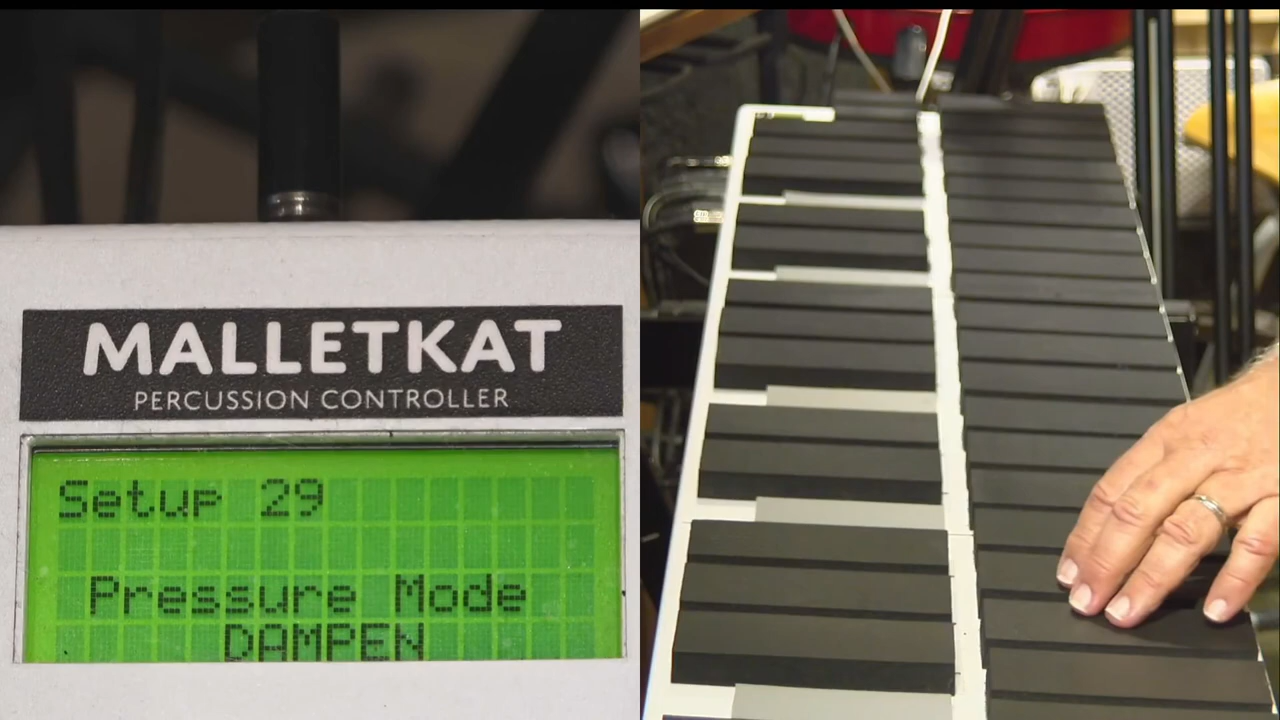 MALLETKAT
PERCUSSION CONTROLLER
Setup 29
Pressure Mode
DAMPEN